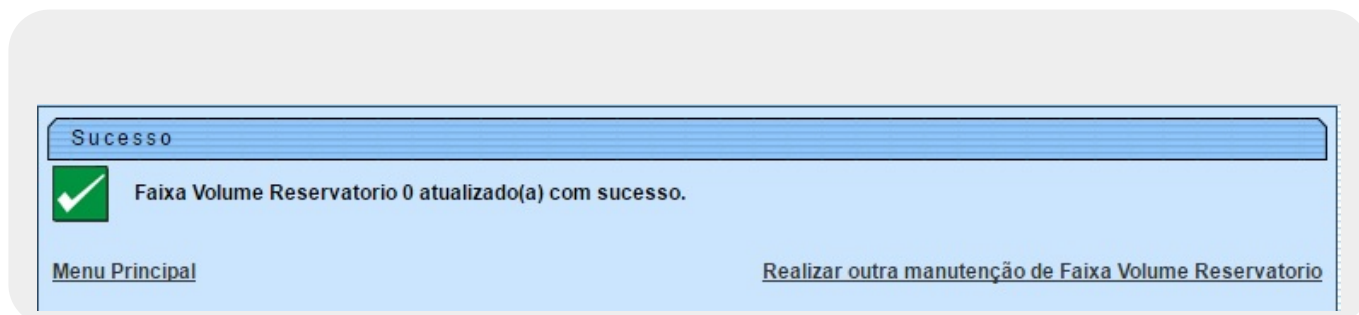 Sucesso
Faixa Volume Reservatorio 0 atualizado(a) com sucesso.
Menu Principal
Realizar outra manutenção de Faixa Volume Reservatorio